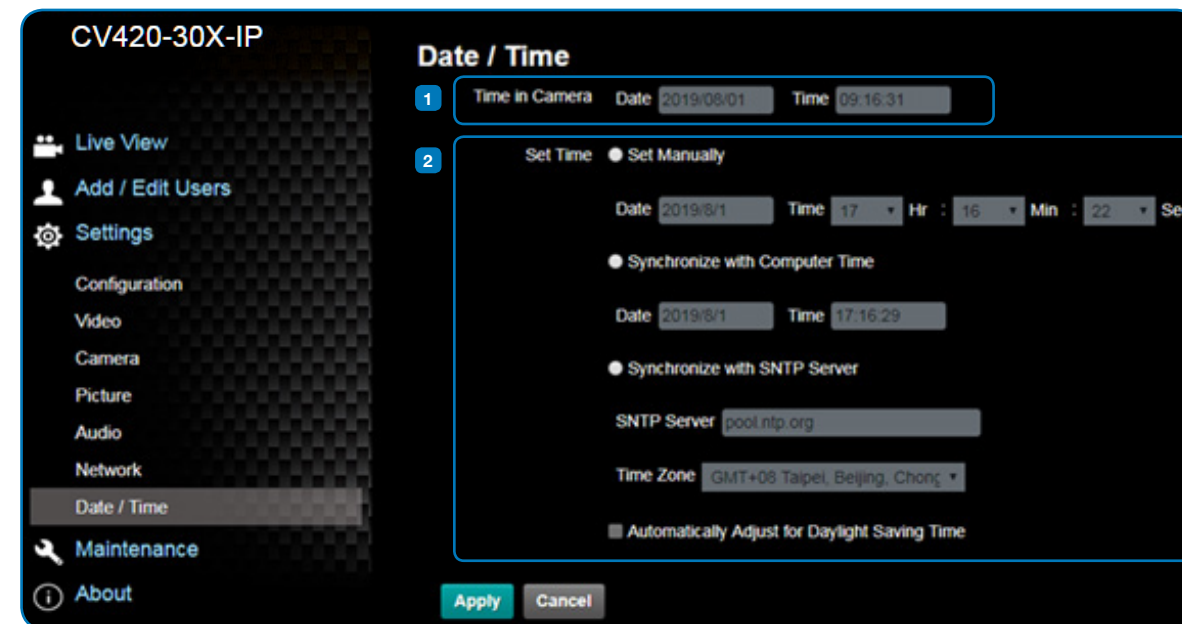 CV420-30X-IP
Live View
Add / Edit Users
Settings
Configuration
Video
Camera
Picture
Audio
Network
Date / Time
Maintenance
About
Date / Time
1 Time in Camera Date 2019/08/01 Time 09:16:31
2 Set Time Set Manually
Date 2019/8/1 Time 17 Hr : 16 Min : 22 Se
Synchronize with Computer Time
Date 2019/8/1 Time 17:16:29
Synchronize with SNTP Server
SNTP Server pool.ntp.org
Time Zone GMT+08 Taipei, Beijing, Chong
Automatically Adjust for Daylight Saving Time
Apply Cancel